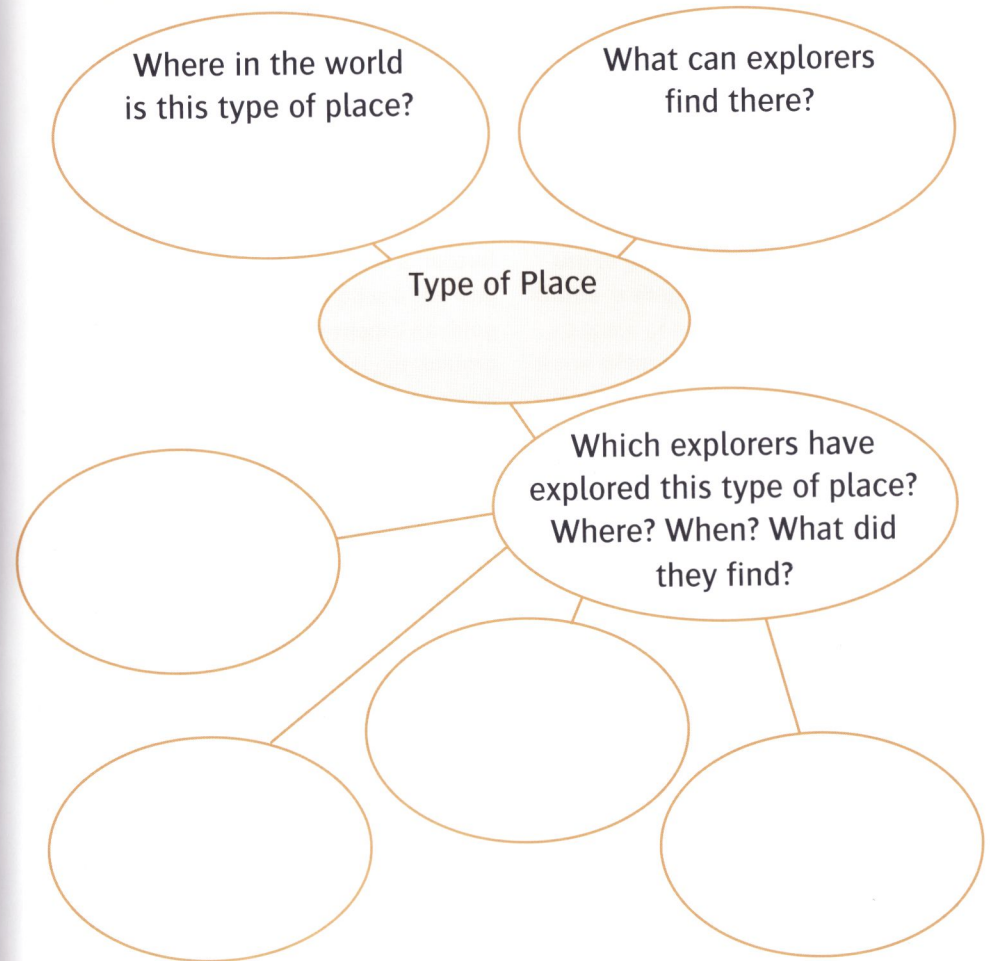 Where in the world
is this type of place?
What can explorers
find there?
Type of Place
Which explorers have
explored this type of place?
Where? When? What did
they find?